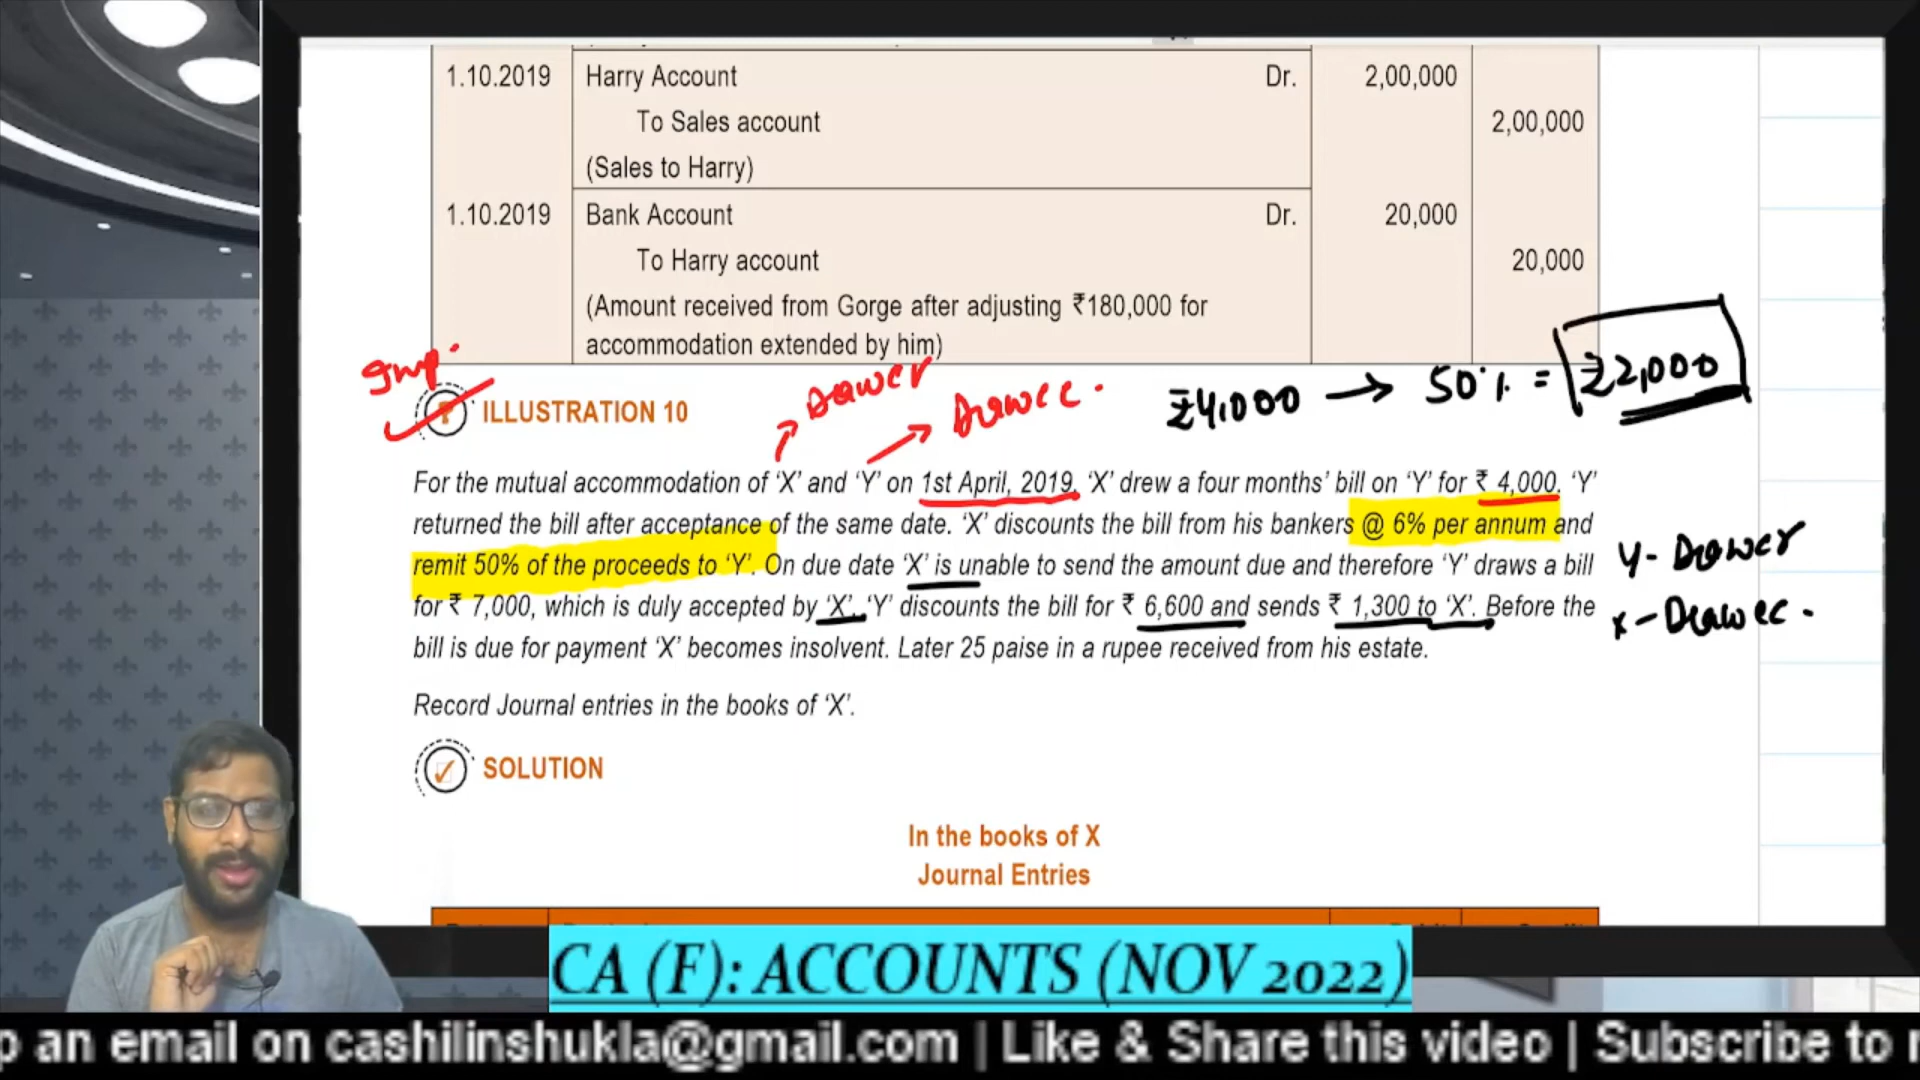 1.10.2019 Harry Account Dr. 2,00,000
To Sales account 2,00,000
(Sales to Harry)
1.10.2019 Bank Account Dr. 20,000
To Harry account 20,000
(Amount received from Gorge after adjusting ₹180,000 for
accommodation extended by him)
Imp.
Drawer
Drawee.
₹4,000 → 50% = ₹2,000
ILLUSTRATION 10
For the mutual accommodation of ‘X’ and ‘Y’ on 1st April, 2019, ‘X’ drew a four months’ bill on ‘Y’ for ₹ 4,000. ‘Y’
returned the bill after acceptance of the same date. ‘X’ discounts the bill from his bankers @ 6% per annum and
remit 50% of the proceeds to ‘Y’. On due date ‘X’ is unable to send the amount due and therefore ‘Y’ draws a bill
for ₹ 7,000, which is duly accepted by ‘X’. ‘Y’ discounts the bill for ₹ 6,600 and sends ₹ 1,300 to ‘X’. Before the
bill is due for payment ‘X’ becomes insolvent. Later 25 paise in a rupee received from his estate.
Y - Drawer
X - Drawee.
Record Journal entries in the books of ‘X’.
SOLUTION
In the books of X
Journal Entries
CA (F): ACCOUNTS (NOV 2022)
p an email on cashilinshukla@gmail.com | Like & Share this video | Subscribe to